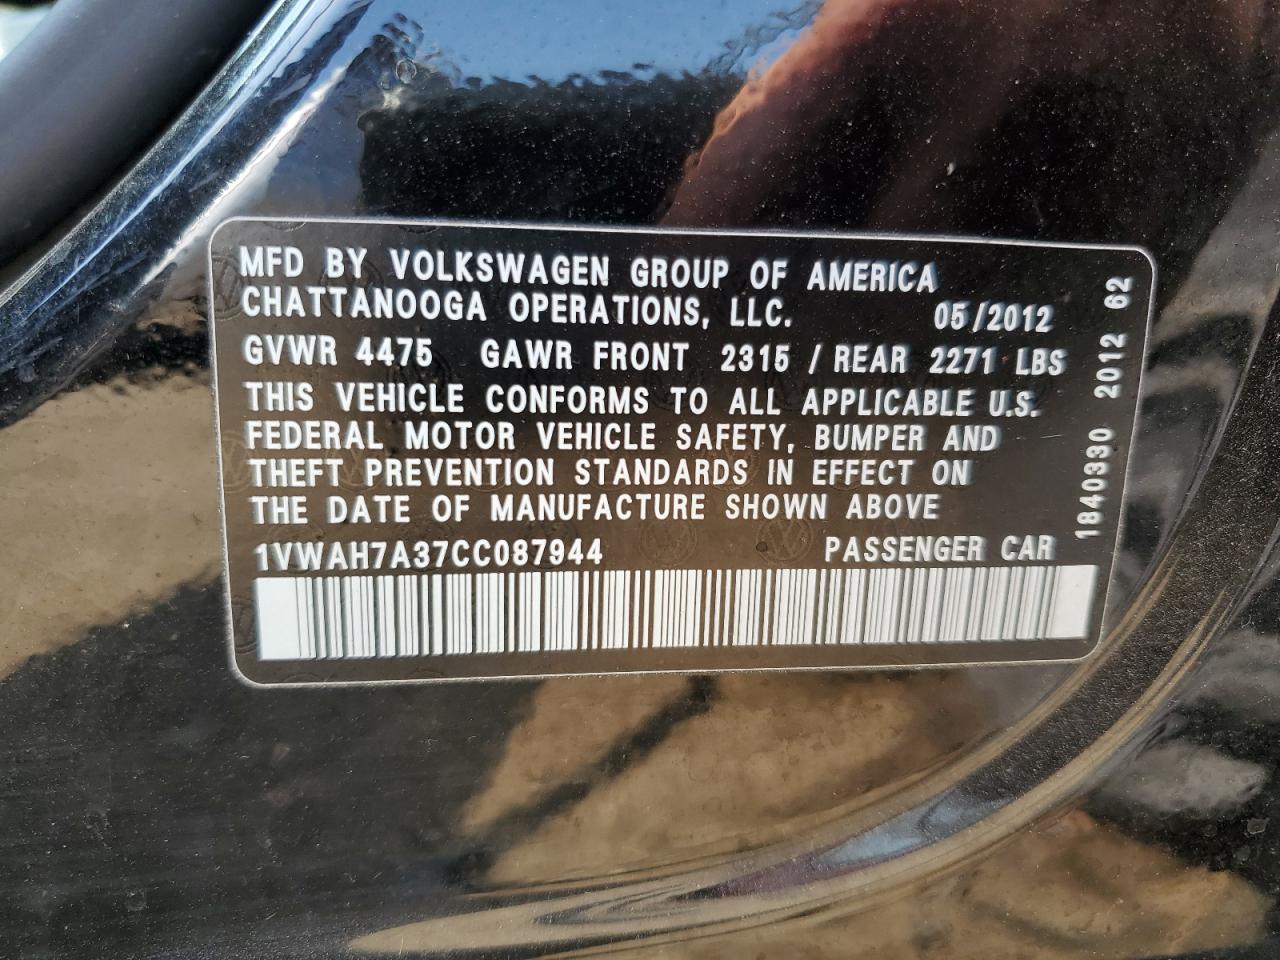 MFD BY VOLKSWAGEN GROUP OF AMERICA
CHATTANOOGA OPERATIONS, LLC. 05/2012
GVWR 4475 GAWR FRONT 2315 / REAR 2271 LBS
THIS VEHICLE CONFORMS TO ALL APPLICABLE U.S.
FEDERAL MOTOR VEHICLE SAFETY, BUMPER AND
THEFT PREVENTION STANDARDS IN EFFECT ON
THE DATE OF MANUFACTURE SHOWN ABOVE
1VWAH7A37CC087944 PASSENGER CAR
1840330 2012 62